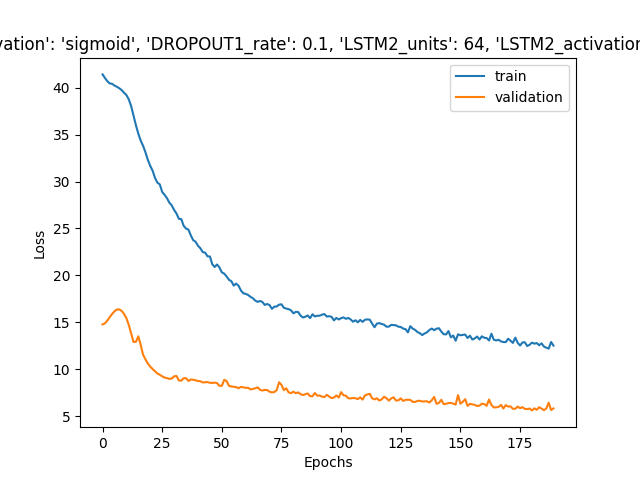 vation': 'sigmoid', 'DROPOUT1_rate': 0.1, 'LSTM2_units': 64, 'LSTM2_activation
train
validation
40
35
30
25
20
15
10
5
Loss
0 25 50 75 100 125 150 175
Epochs